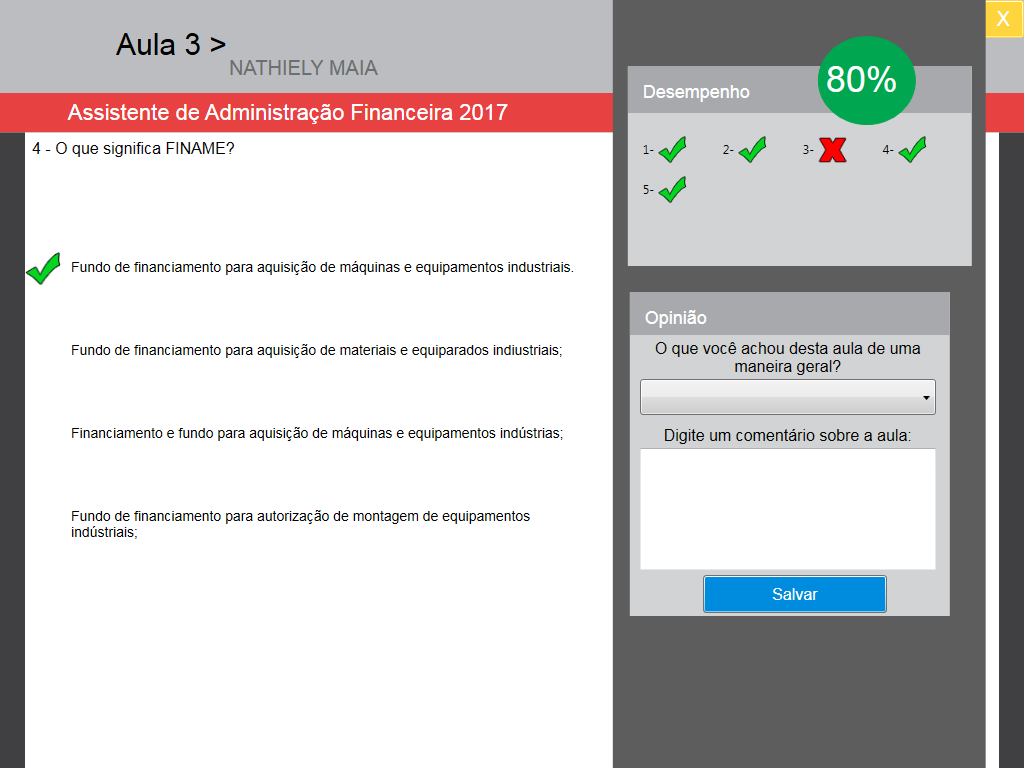 Aula 3 >
NATHIELY MAIA
Assistente de Administração Financeira 2017
4 - O que significa FINAME?
Fundo de financiamento para aquisição de máquinas e equipamentos industriais.
Fundo de financiamento para aquisição de materiais e equiparados indiustriais;
Financiamento e fundo para aquisição de máquinas e equipamentos indústrias;
Fundo de financiamento para autorização de montagem de equipamentos
indústriais;
X
Desempenho
80%
1- 2- 3- 4-
5-
Opinião
O que você achou desta aula de uma
maneira geral?
Digite um comentário sobre a aula:
Salvar